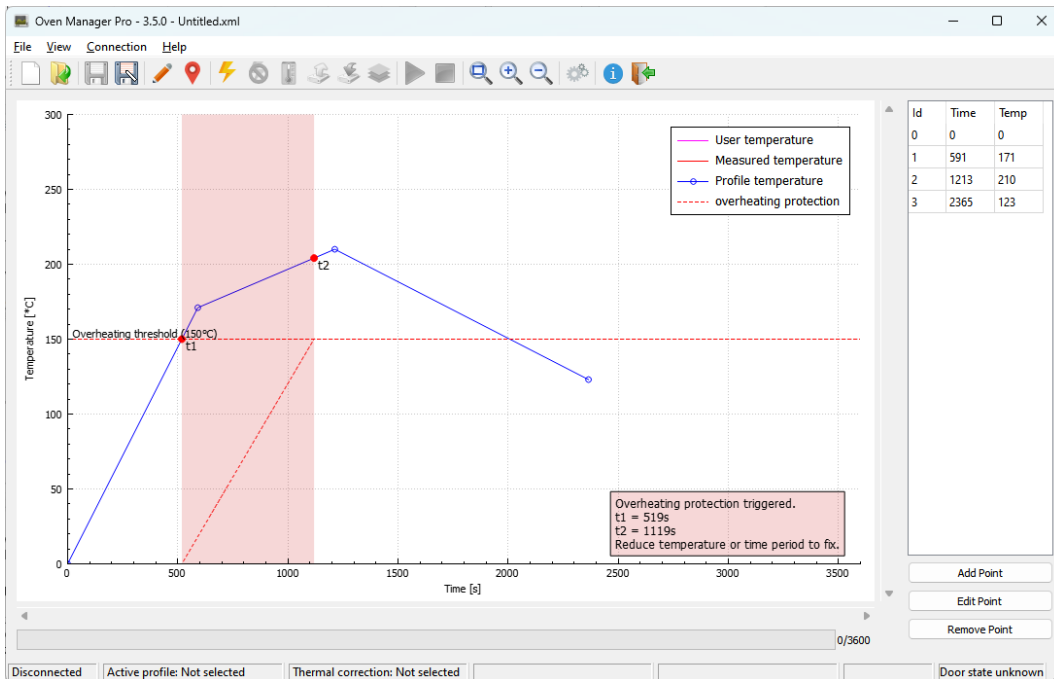 Oven Manager Pro - 3.5.0 - Untitled.xml
File View Connection Help
300
250
200
150
100
50
0
Temperature [*C]
0 500 1000 1500 2000 2500 3000 3500
Time [s]
User temperature
Measured temperature
Profile temperature
overheating protection
Overheating threshold (150°C)
t1
t2
Overheating protection triggered.
t1 = 519s
t2 = 1119s
Reduce temperature or time period to fix.
Id Time Temp
0 0 0
1 591 171
2 1213 210
3 2365 123
Add Point
Edit Point
Remove Point
0/3600
Disconnected Active profile: Not selected Thermal correction: Not selected Door state unknown